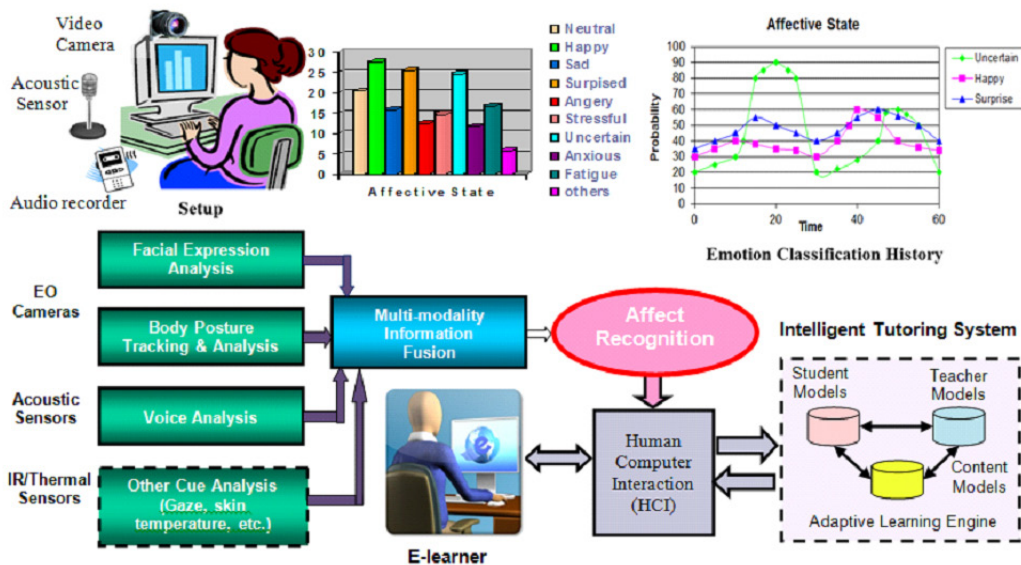 Video
Camera
Acoustic
Sensor
Audio recorder
Setup
30
25
20
15
10
5
0
Affective State
Neutral
Happy
Sad
Surprised
Angery
Stressful
Uncertain
Anxious
Fatigue
others
Affective State
100
90
80
70
60
50
40
30
20
10
0
Probability
0
20
40
60
Time
Uncertain
Happy
Surprise
Emotion Classification History
EO
Cameras
Acoustic
Sensors
IR/Thermal
Sensors
Facial Expression
Analysis
Body Posture
Tracking & Analysis
Voice Analysis
Other Cue Analysis
(Gaze, skin
temperature, etc.)
Multi-modality
Information
Fusion
Affect
Recognition
E-learner
Human
Computer
Interaction
(HCI)
Intelligent Tutoring System
Student
Models
Teacher
Models
Content
Models
Adaptive Learning Engine